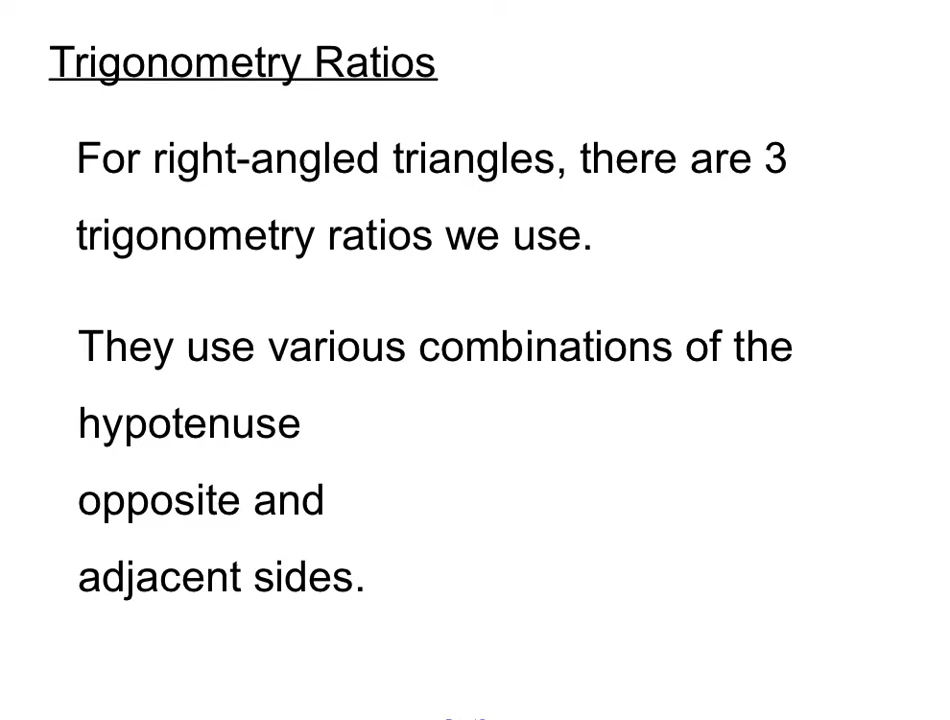 Trigonometry Ratios
For right-angled triangles, there are 3
trigonometry ratios we use.
They use various combinations of the
hypotenuse
opposite and
adjacent sides.